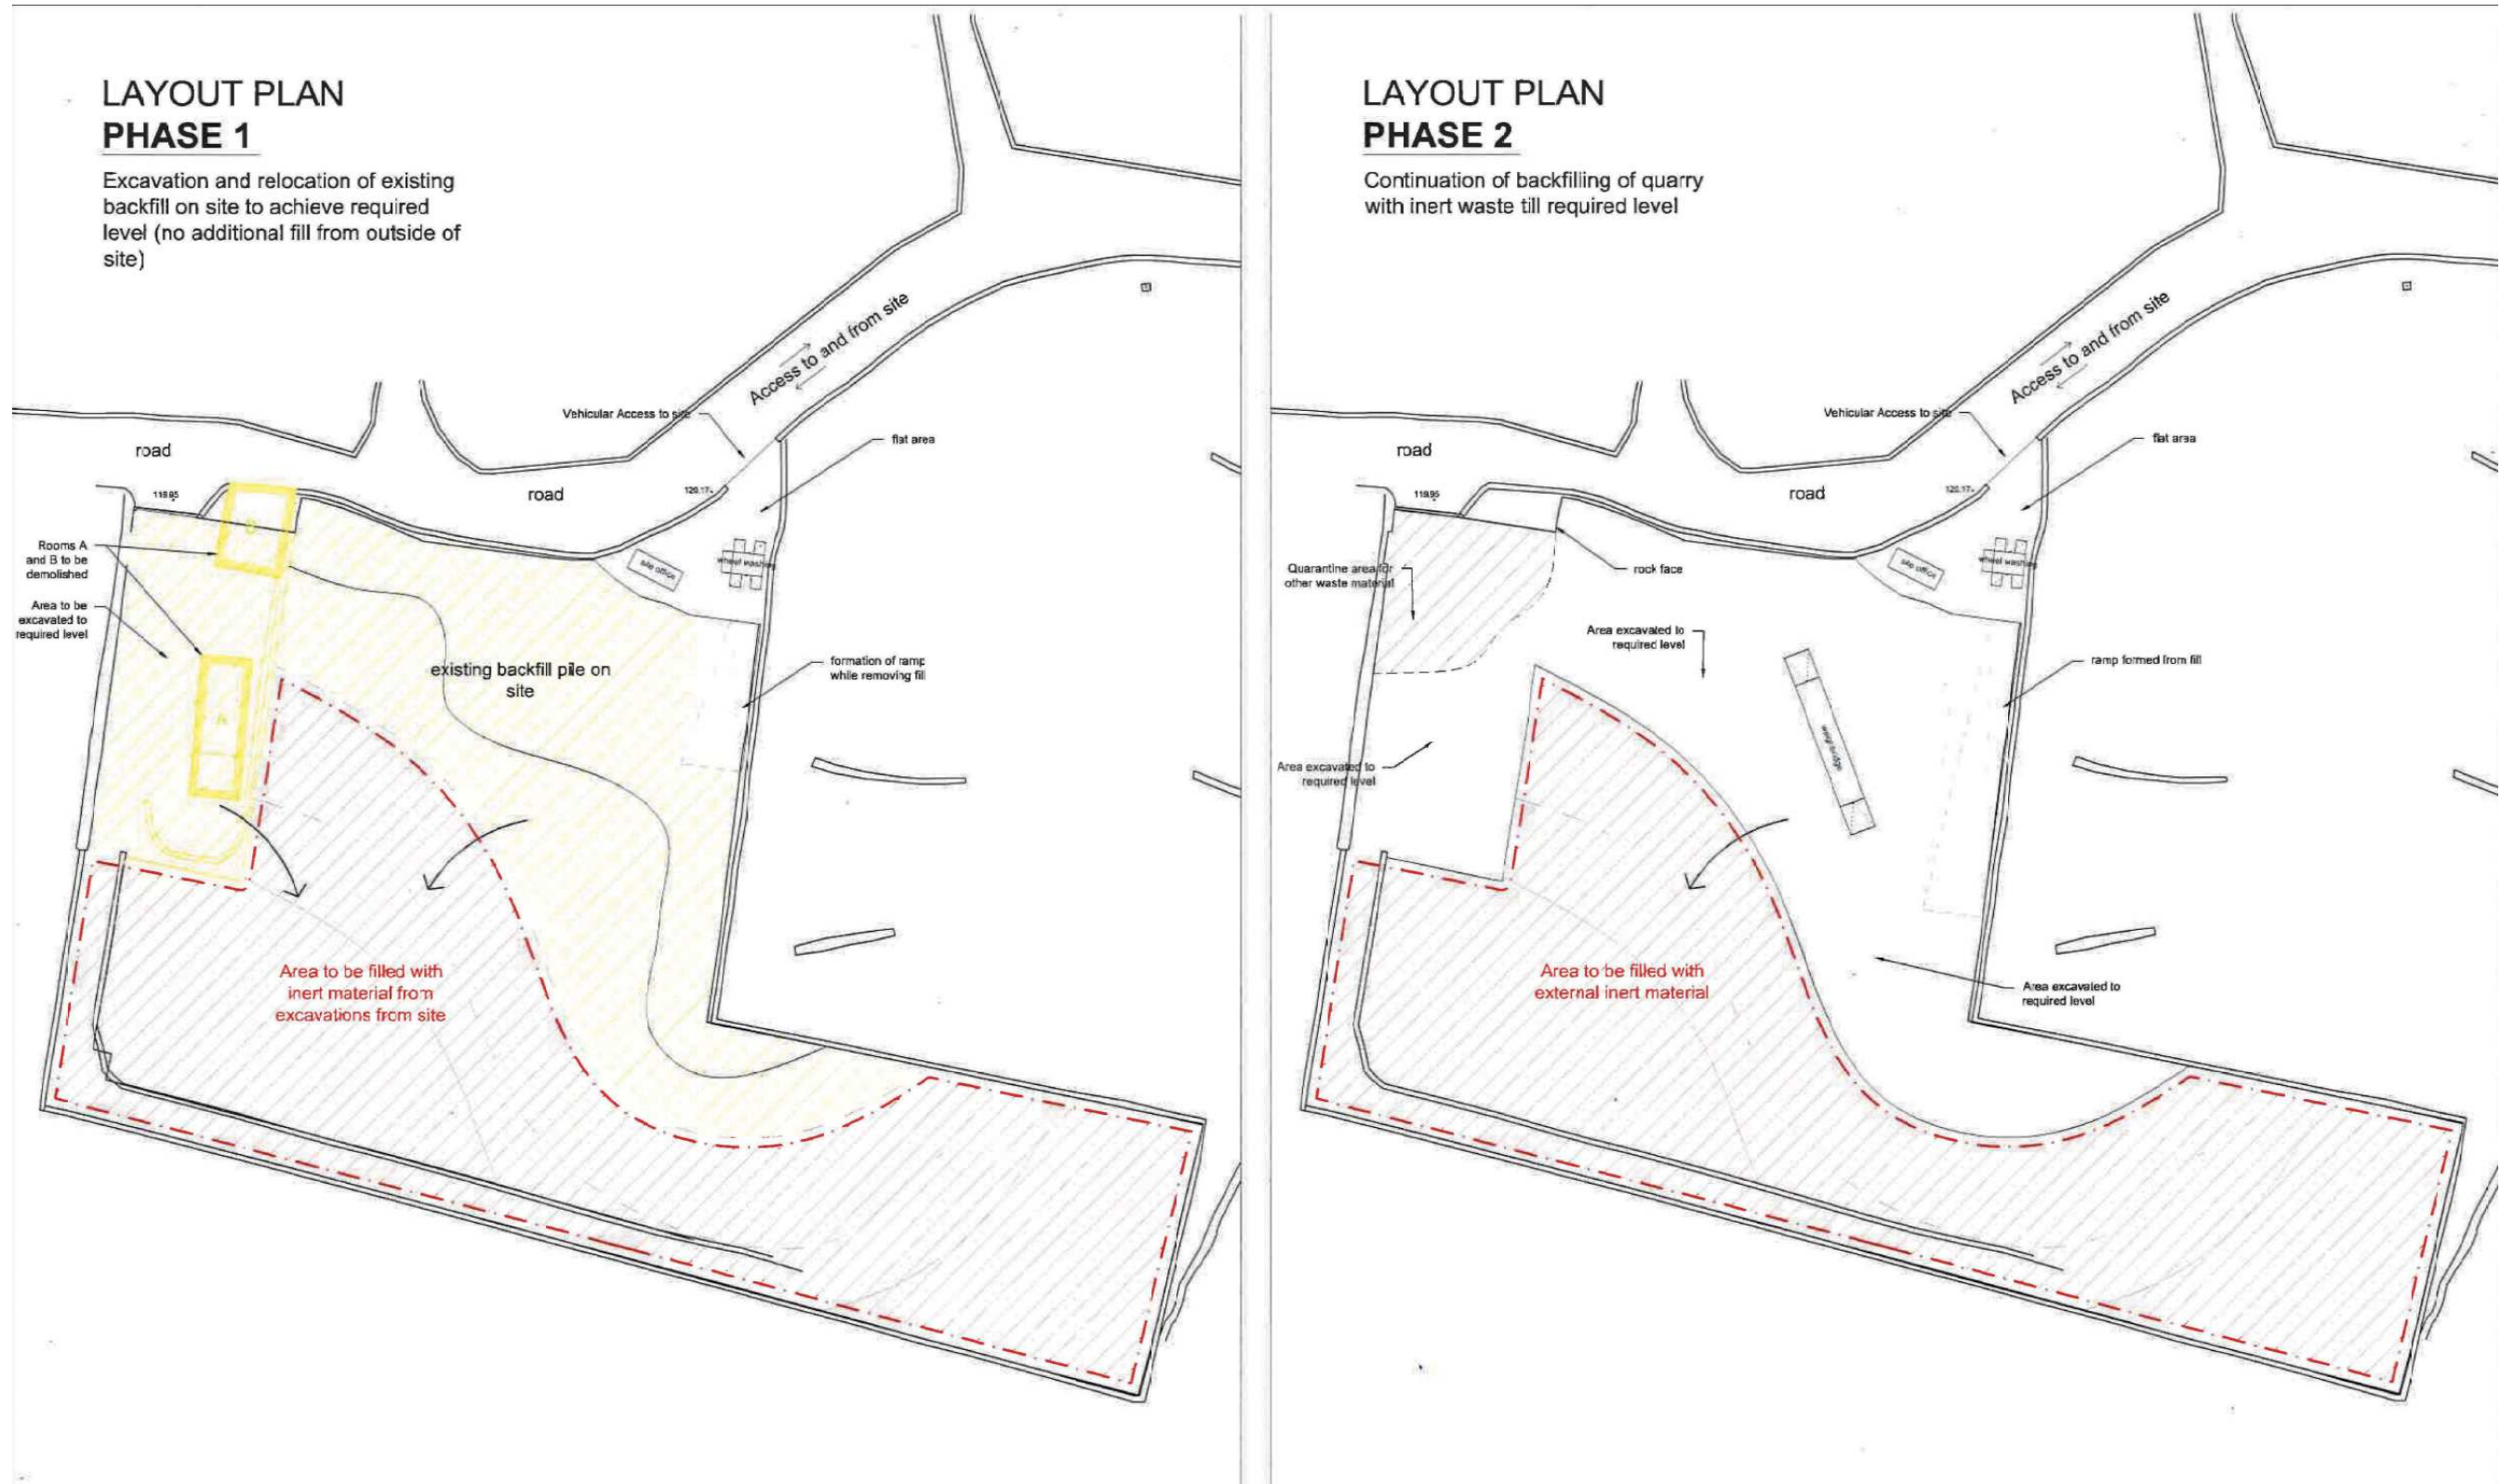 LAYOUT PLAN
PHASE 1
Excavation and relocation of existing
backfill on site to achieve required
level (no additional fill from outside of
site)
Access to and from site
Vehicular Access to site
flat area
road
road
119.95
120.17
B
Rooms A
and B to be
demolished
site office
wheel washing
Area to be
excavated to
required level
existing backfill pile on
site
formation of ramp
while removing fill
A
Area to be filled with
inert material from
excavations from site
LAYOUT PLAN
PHASE 2
Continuation of backfilling of quarry
with inert waste till required level
Access to and from site
Vehicular Access to site
flat area
road
road
119.95
120.17
Quarantine area for
other waste material
rock face
site office
wheel washing
Area excavated to
required level
ramp formed from fill
weighbridge
Area excavated to
required level
Area to be filled with
external inert material
Area excavated to
required level